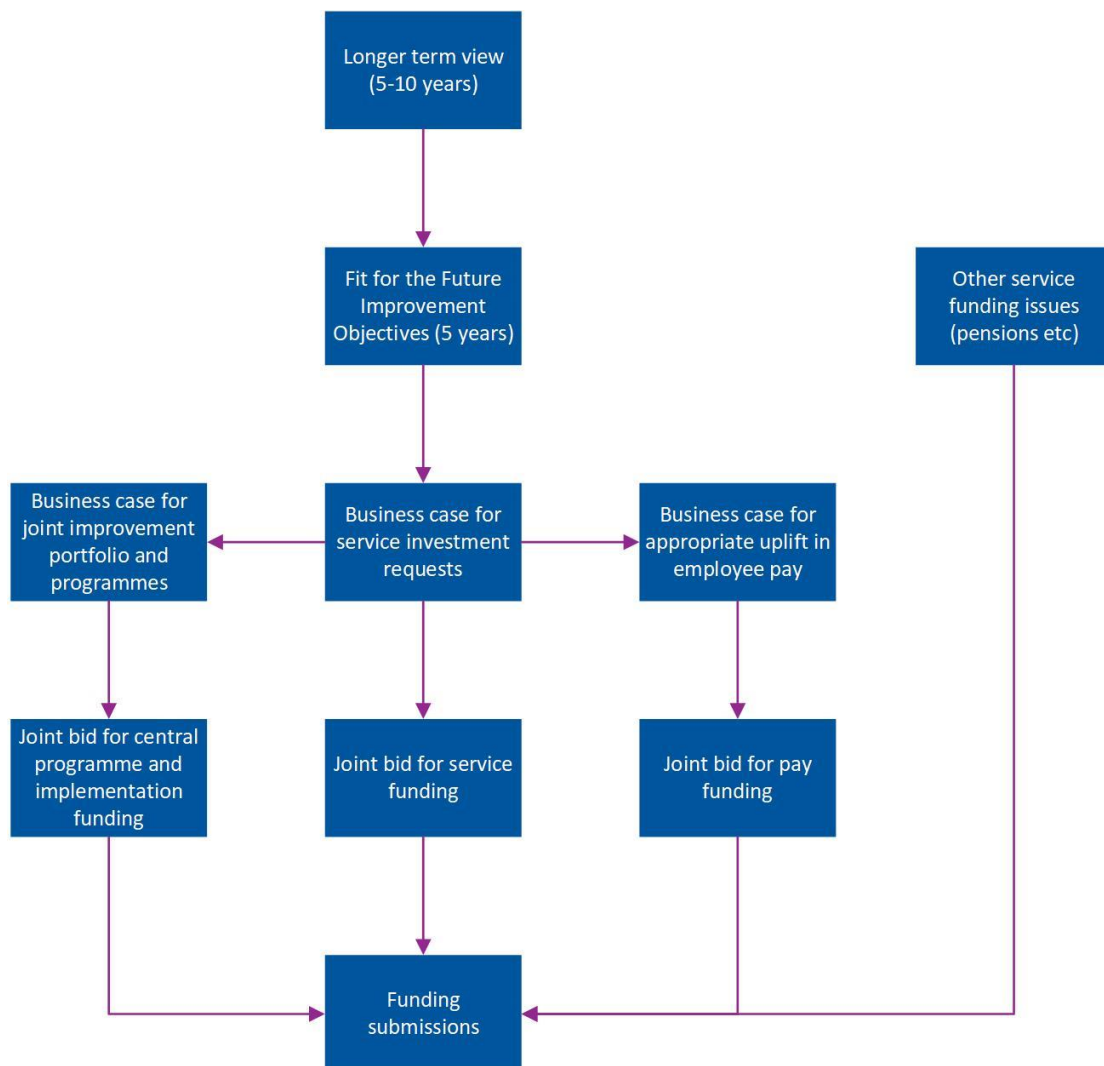 Longer term view
(5-10 years)
Fit for the Future
Improvement
Objectives (5 years)
Other service
funding issues
(pensions etc)
Business case for
joint improvement
portfolio and
programmes
Business case for
service investment
requests
Business case for
appropriate uplift in
employee pay
Joint bid for central
programme and
implementation
funding
Joint bid for service
funding
Joint bid for pay
funding
Funding
submissions